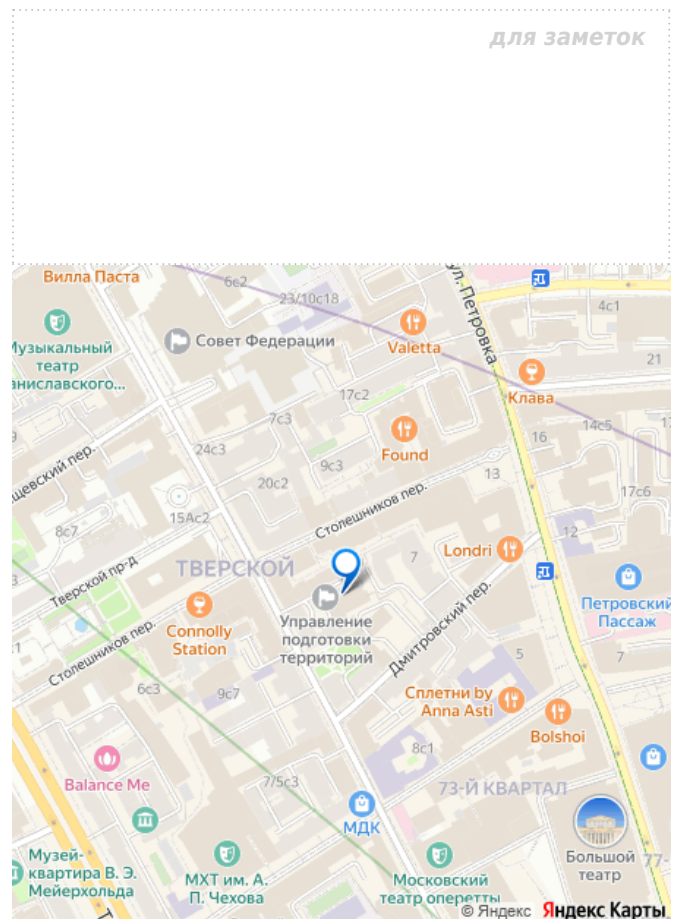 для заметок
Вилла Паста
6с2
23/10с18
ул. Петровка
4с1
Музыкальный
театр
аниславского...
Совет Федерации
Valetta
21
Клава
17с2
7с3
Found
16
14с5
24с3
9с3
13
щевский пер.
20с2
17с6
15Ас2
Столешников пер.
12
8с7
ТВЕРСКОЙ
7
Londri
Тверской пр-д
Петровский
Пассаж
Управление
подготовки
территорий
Connolly
Station
Столешников пер.
Дмитровский пер.
5
7
6с3
9с7
Сплетни by
Anna Asti
Bolshoi
8с1
Balance Me
7/5с3
73-Й КВАРТАЛ
МДК
Музей-
квартира В. Э.
Мейерхольда
МХТ им. А.
П. Чехова
Московский
театр оперетты
Большой
театр
77-
© Яндекс Яндекс Карты